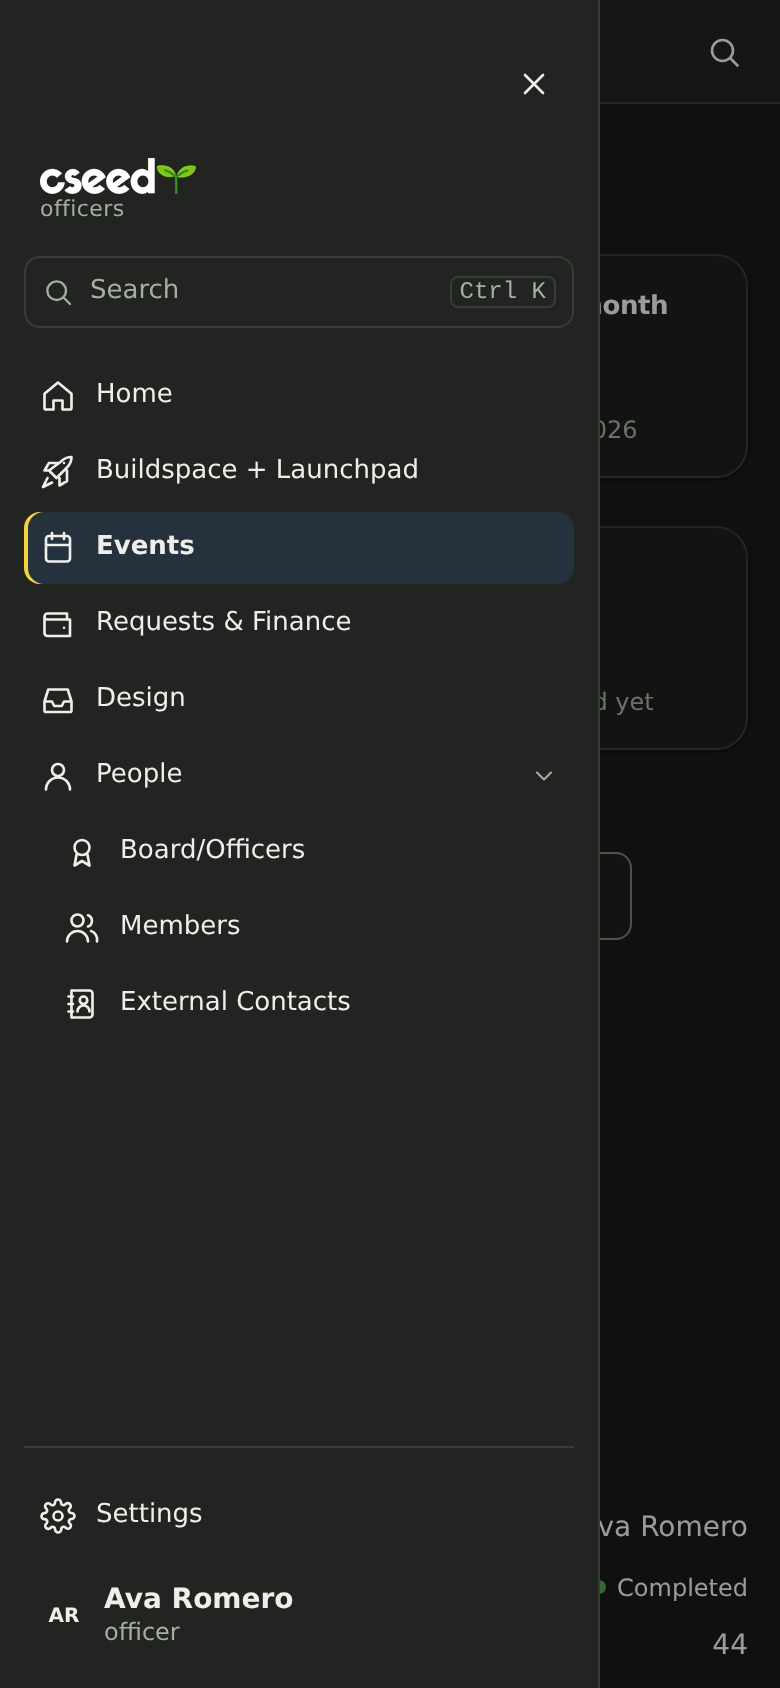 cseed
officers
Search
Ctrl K
Home
Buildspace + Launchpad
Events
Requests & Finance
Design
People
Board/Officers
Members
External Contacts
Settings
AR
Ava Romero
officer
onth
026
d yet
va Romero
Completed
44